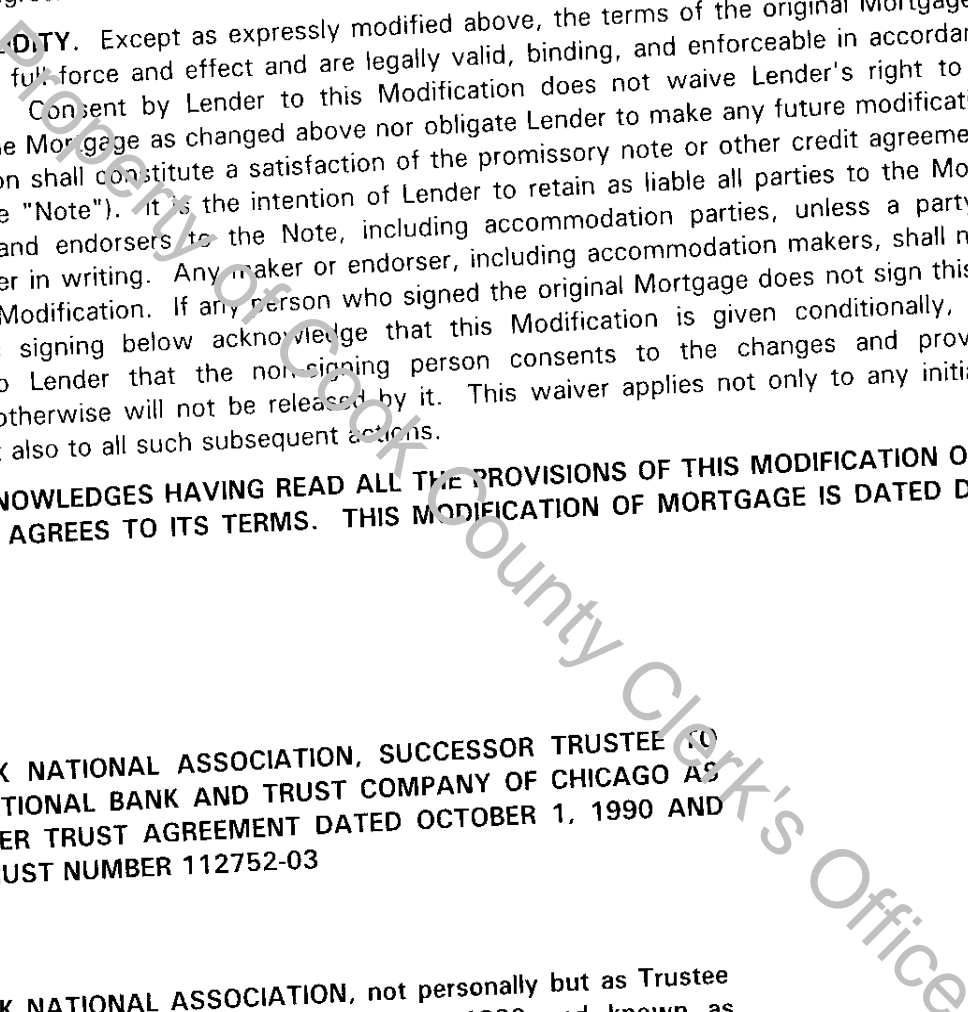 DITY. Except as expressly modified above, the terms of the original Mortgage
full force and effect and are legally valid, binding, and enforceable in accordan
Consent by Lender to this Modification does not waive Lender's right to
e Mortgage as changed above nor obligate Lender to make any future modificati
on shall constitute a satisfaction of the promissory note or other credit agreeme
e "Note"). It is the intention of Lender to retain as liable all parties to the Mo
and endorsers to the Note, including accommodation parties, unless a party
er in writing. Any maker or endorser, including accommodation makers, shall n
Modification. If any person who signed the original Mortgage does not sign this
signing below acknowledge that this Modification is given conditionally,
o Lender that the non-signing person consents to the changes and prov
otherwise will not be released by it. This waiver applies not only to any initia
t also to all such subsequent actions.
NOWLEDGES HAVING READ ALL THE PROVISIONS OF THIS MODIFICATION O
AGREES TO ITS TERMS. THIS MODIFICATION OF MORTGAGE IS DATED D
K NATIONAL ASSOCIATION, SUCCESSOR TRUSTEE TO
TIONAL BANK AND TRUST COMPANY OF CHICAGO AS
ER TRUST AGREEMENT DATED OCTOBER 1, 1990 AND
UST NUMBER 112752-03
K NATIONAL ASSOCIATION, not personally but as Trustee
1990 and known as
Property of Cook County Clerk's Office